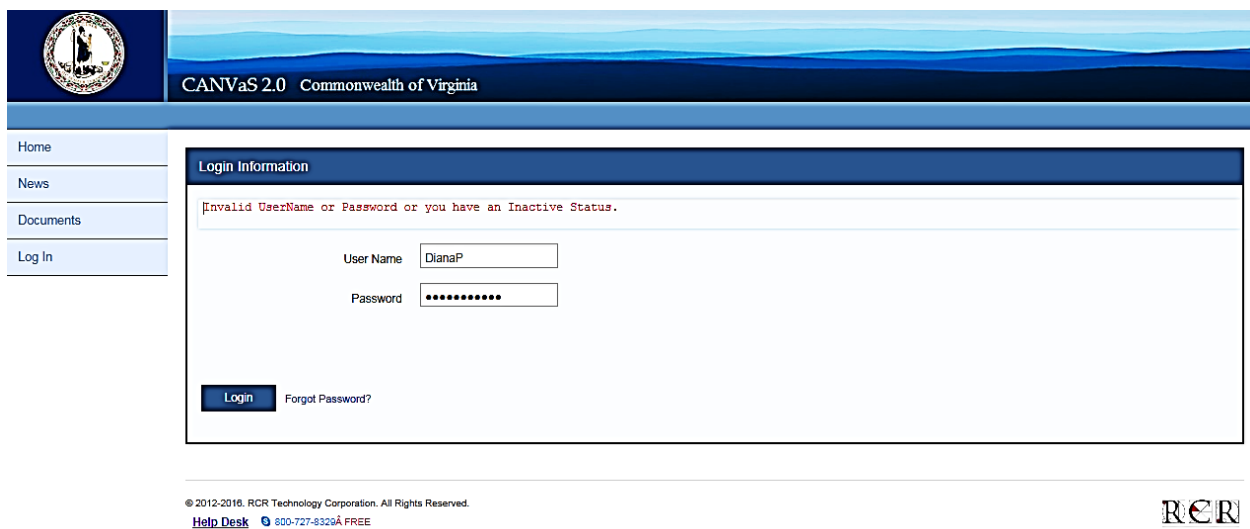 CANVaS 2.0 Commonwealth of Virginia
Home
News
Documents
Log In
Login Information
Invalid UserName or Password or you have an Inactive Status.
User Name DianaP
Password •••••••••••
Login Forgot Password?
© 2012-2016. RCR Technology Corporation. All Rights Reserved.
Help Desk 800-727-8329Â FREE
RCR